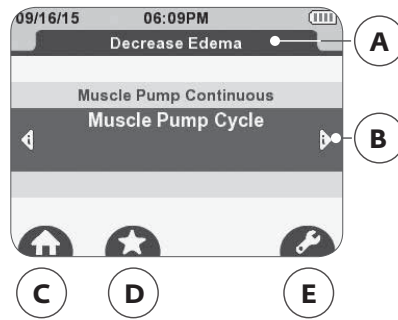 09/16/15 06:09PM
Decrease Edema
A
Muscle Pump Continuous
Muscle Pump Cycle
i i
B
C D E